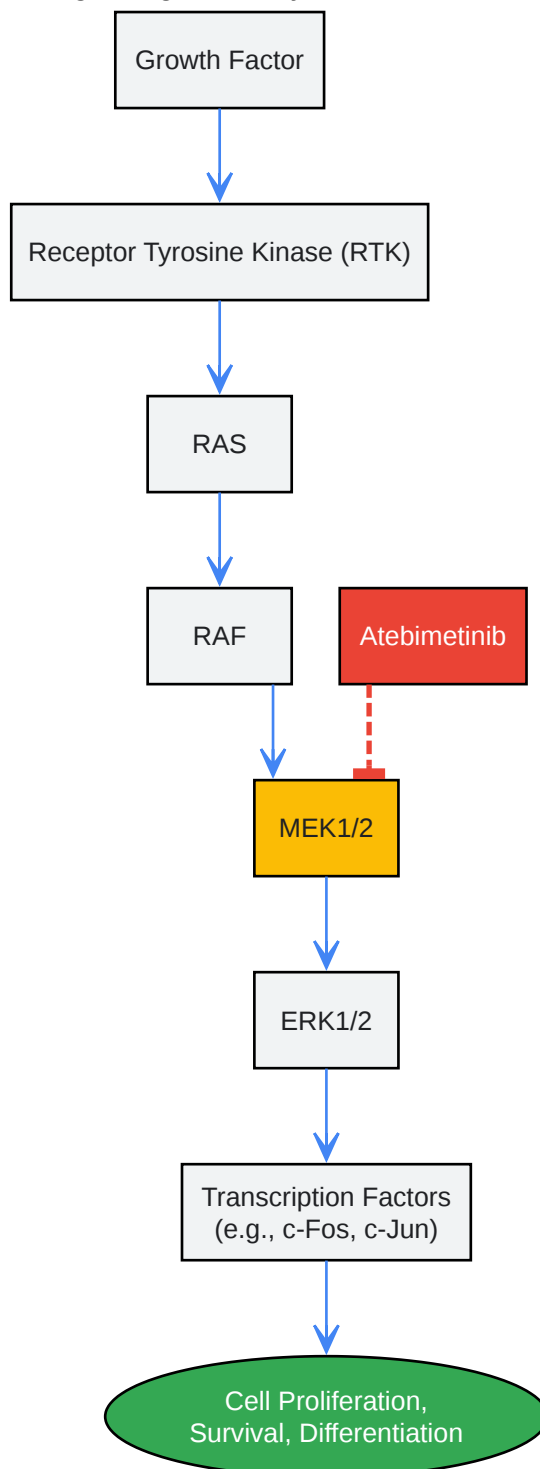 Growth Factor
Receptor Tyrosine Kinase (RTK)
RAS
RAF
Atebimetinib
MEK1/2
ERK1/2
Transcription Factors
(e.g., c-Fos, c-Jun)
Cell Proliferation,
Survival, Differentiation